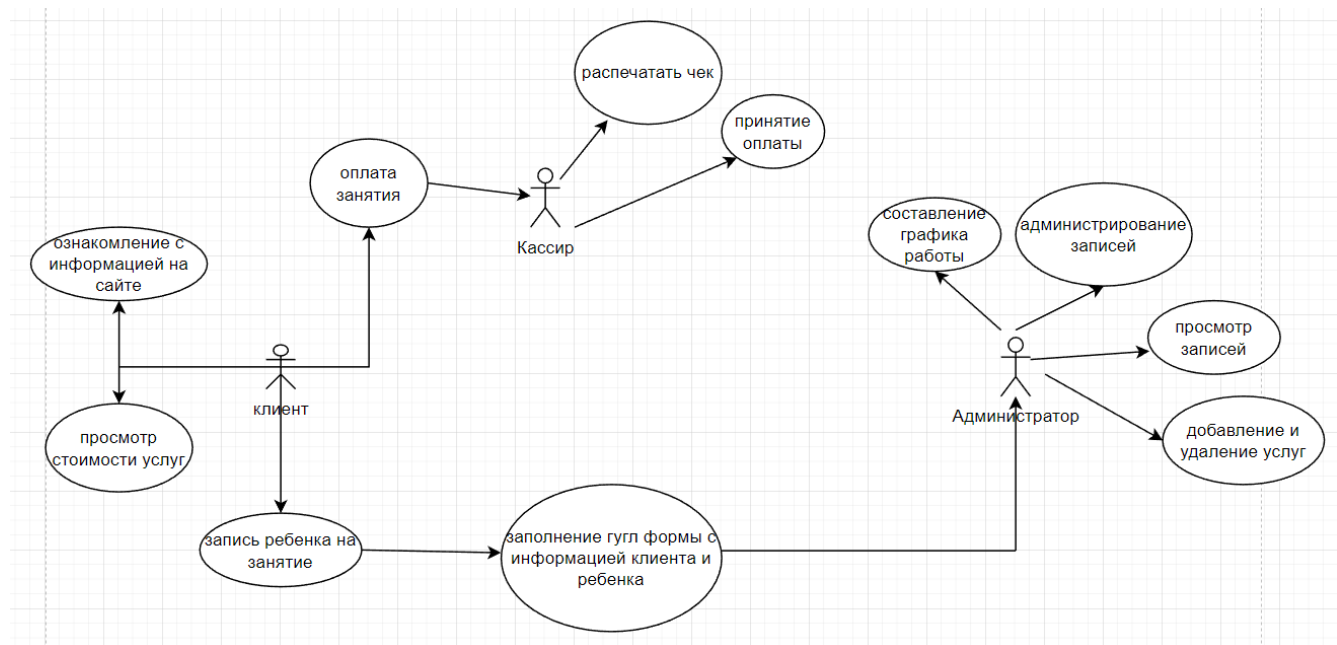 распечатать чек
принятие
оплаты
оплата
занятия
Кассир
ознакомление с
информацией на
сайте
клиент
просмотр
стоимости услуг
запись ребенка на
занятие
заполнение гугл формы с
информацией клиента и
ребенка
составление
графика
работы
администрирование
записей
просмотр
записей
Администратор
добавление и
удаление услуг